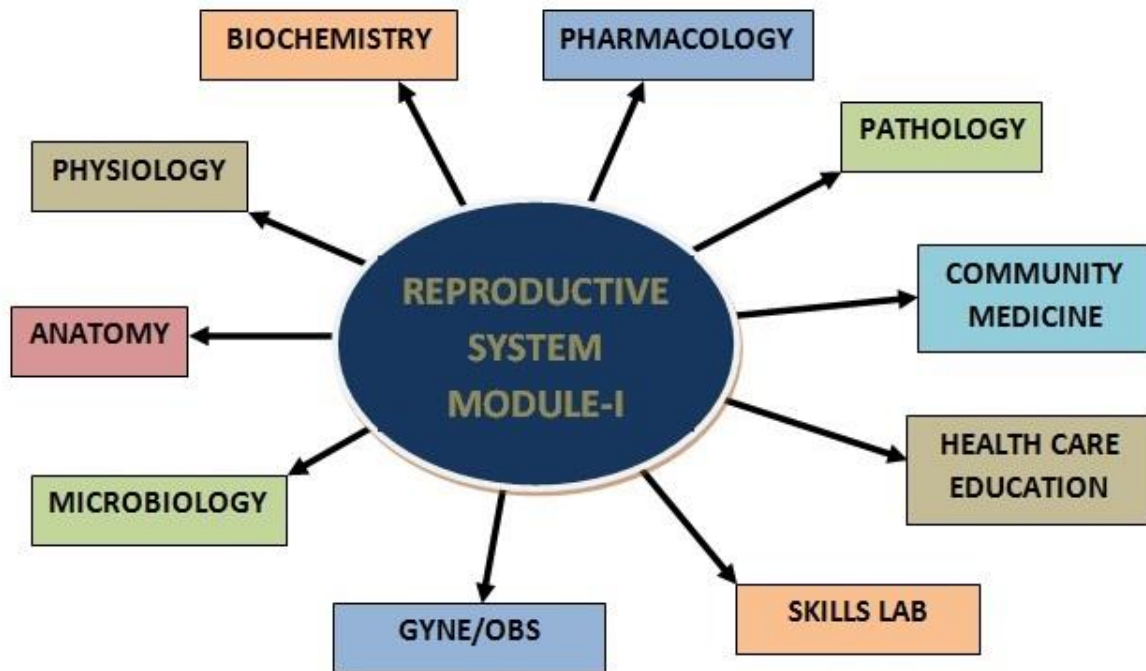 BIOCHEMISTRY
PHARMACOLOGY
PATHOLOGY
PHYSIOLOGY
COMMUNITY
MEDICINE
REPRODUCTIVE
SYSTEM
MODULE-I
ANATOMY
HEALTH CARE
EDUCATION
MICROBIOLOGY
SKILLS LAB
GYNE/OBS